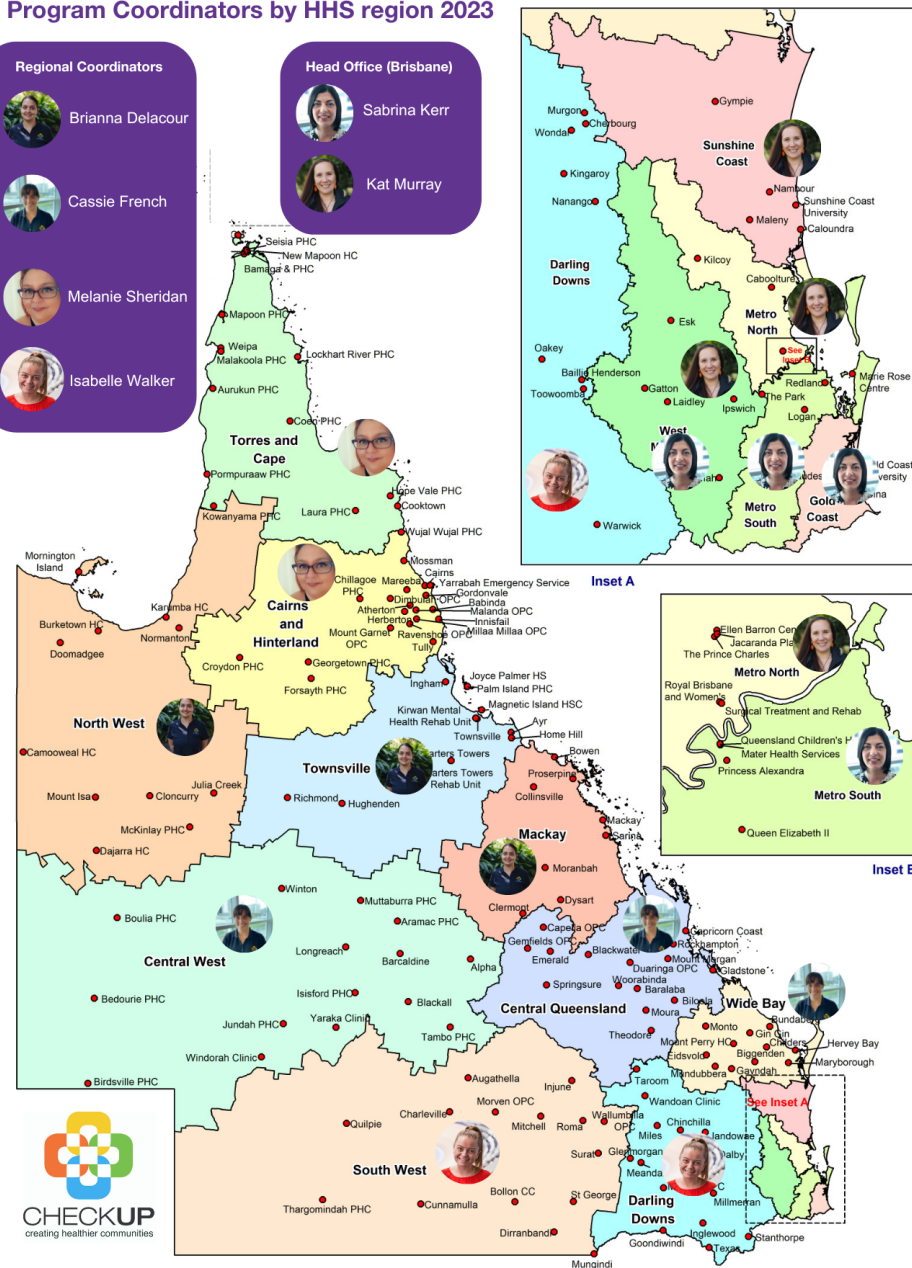 Program Coordinators by HHS region 2023
Regional Coordinators
Brianna Delacour
Cassie French
Melanie Sheridan
Isabelle Walker
Head Office (Brisbane)
Sabrina Kerr
Kat Murray
Seisia PHC
New Mapoon HC
Bamaga & PHC
Mapoon PHC
Weipa
Malakoola PHC
Lockhart River PHC
Aurukun PHC
Coen PHC
Torres and
Cape
Pormpuraaw PHC
Hope Vale PHC
Cooktown
Laura PHC
Kowanyama PHC
Wujal Wujal PHC
Mornington
Island
Mossman
Cairns
Yarrabah Emergency Service
Chillagoe
PHC
Mareeba
Gordonvale
Dimbulah OPC
Babinda
Atherton
Malanda OPC
Herberton
Innisfail
Millaa Millaa OPC
Mount Garnet
OPC
Ravenshoe OPC
Tully
Cairns
and
Hinterland
Karumba HC
Burketown HC
Normanton
Doomadgee
Croydon PHC
Georgetown PHC
Forsayth PHC
Ingham
Joyce Palmer HS
Palm Island PHC
Magnetic Island HSC
Kirwan Mental
Health Rehab Unit
Townsville
Ayr
Home Hill
Bowen
North West
Camooweal HC
Townsville
arters Towers
arters Towers
Rehab Unit
Proserpine
Collinsville
Julia Creek
Mount Isa
Cloncurry
Richmond
Hughenden
McKinlay PHC
Dajarra HC
Mackay
Mackay
Sarina
Moranbah
Dysart
Clermont
Winton
Muttaburra PHC
Boulia PHC
Aramac PHC
Capella OPC
Capricorn Coast
Central West
Longreach
Barcaldine
Alpha
Gemfields OPC
Emerald
Blackwater
Rockhampton
Mount Morgan
Duaringa OPC
Gladstone
Springsure
Woorabinda
Baralaba
Bedourie PHC
Isisford PHC
Blackall
Central Queensland
Moura
Biloela
Wide Bay
Jundah PHC
Yaraka Clinic
Tambo PHC
Theodore
Monto
Bundaberg
Gin Gin
Mount Perry HC
Childers
Hervey Bay
Eidsvold
Biggenden
Maryborough
Mundubbera
Gayndah
Windorah Clinic
Birdsville PHC
Taroom
Augathella
Injune
Wandoan Clinic
See Inset A
Charleville
Morven OPC
Mitchell
Roma
Wallumbilla
OPC
Miles
Chinchilla
Jandowae
Quilpie
Surat
Glenmorgan
Dalby
Meanda
South West
Thargomindah PHC
Cunnamulla
Bollon CC
St George
Millmerran
Darling
Downs
Dirranbandi
Inglewood
Goondiwindi
Stanthorpe
Texas
Mungindi
CHECKUP
creating healthier communities
Gympie
Murgon
Cherbourg
Wondai
Sunshine
Coast
Kingaroy
Nanango
Nambour
Sunshine Coast
University
Maleny
Caloundra
Darling
Downs
Kilcoy
Caboolture
Metro
North
Esk
See
Inset B
Oakey
Baillie Henderson
Toowoomba
Gatton
Laidley
Ipswich
Redland
The Park
Marie Rose
Centre
Logan
West
Metro
South
Gold
Coast
Warwick
Inset A
Ellen Barron
Jacaranda
The Prince Charles
Metro North
Royal Brisbane
and Women's
Surgical Treatment and Rehab
Queensland Children's
Mater Health Services
Princess Alexandra
Metro South
Queen Elizabeth II
Inset